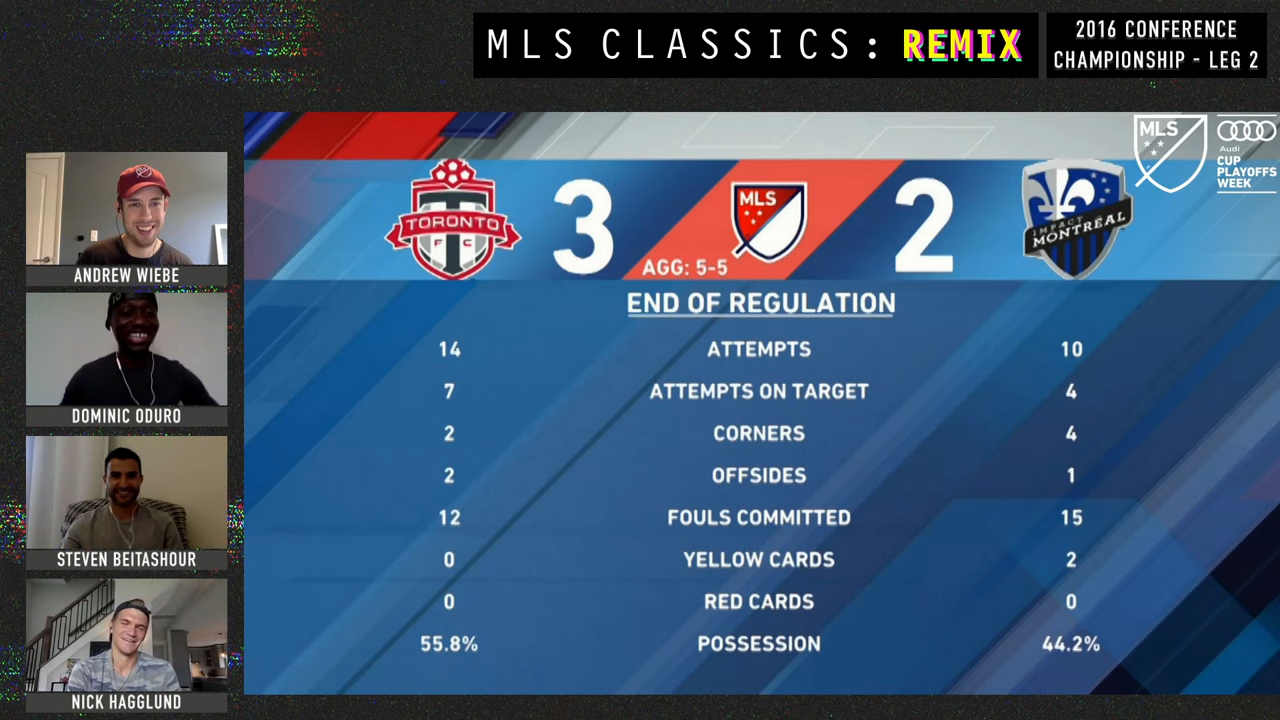 MLS CLASSICS: REMIX
2016 CONFERENCE
CHAMPIONSHIP - LEG 2
ANDREW WIEBE
DOMINIC ODURO
STEVEN BEITASHOUR
NICK HAGGLUND
MLS
Audi
CUP
PLAYOFFS
WEEK
TORONTO
F C
3
MLS
AGG: 5-5
2
IMPACT
MONTRÉAL
END OF REGULATION
14 ATTEMPTS 10
7 ATTEMPTS ON TARGET 4
2 CORNERS 4
2 OFFSIDES 1
12 FOULS COMMITTED 15
0 YELLOW CARDS 2
0 RED CARDS 0
55.8% POSSESSION 44.2%